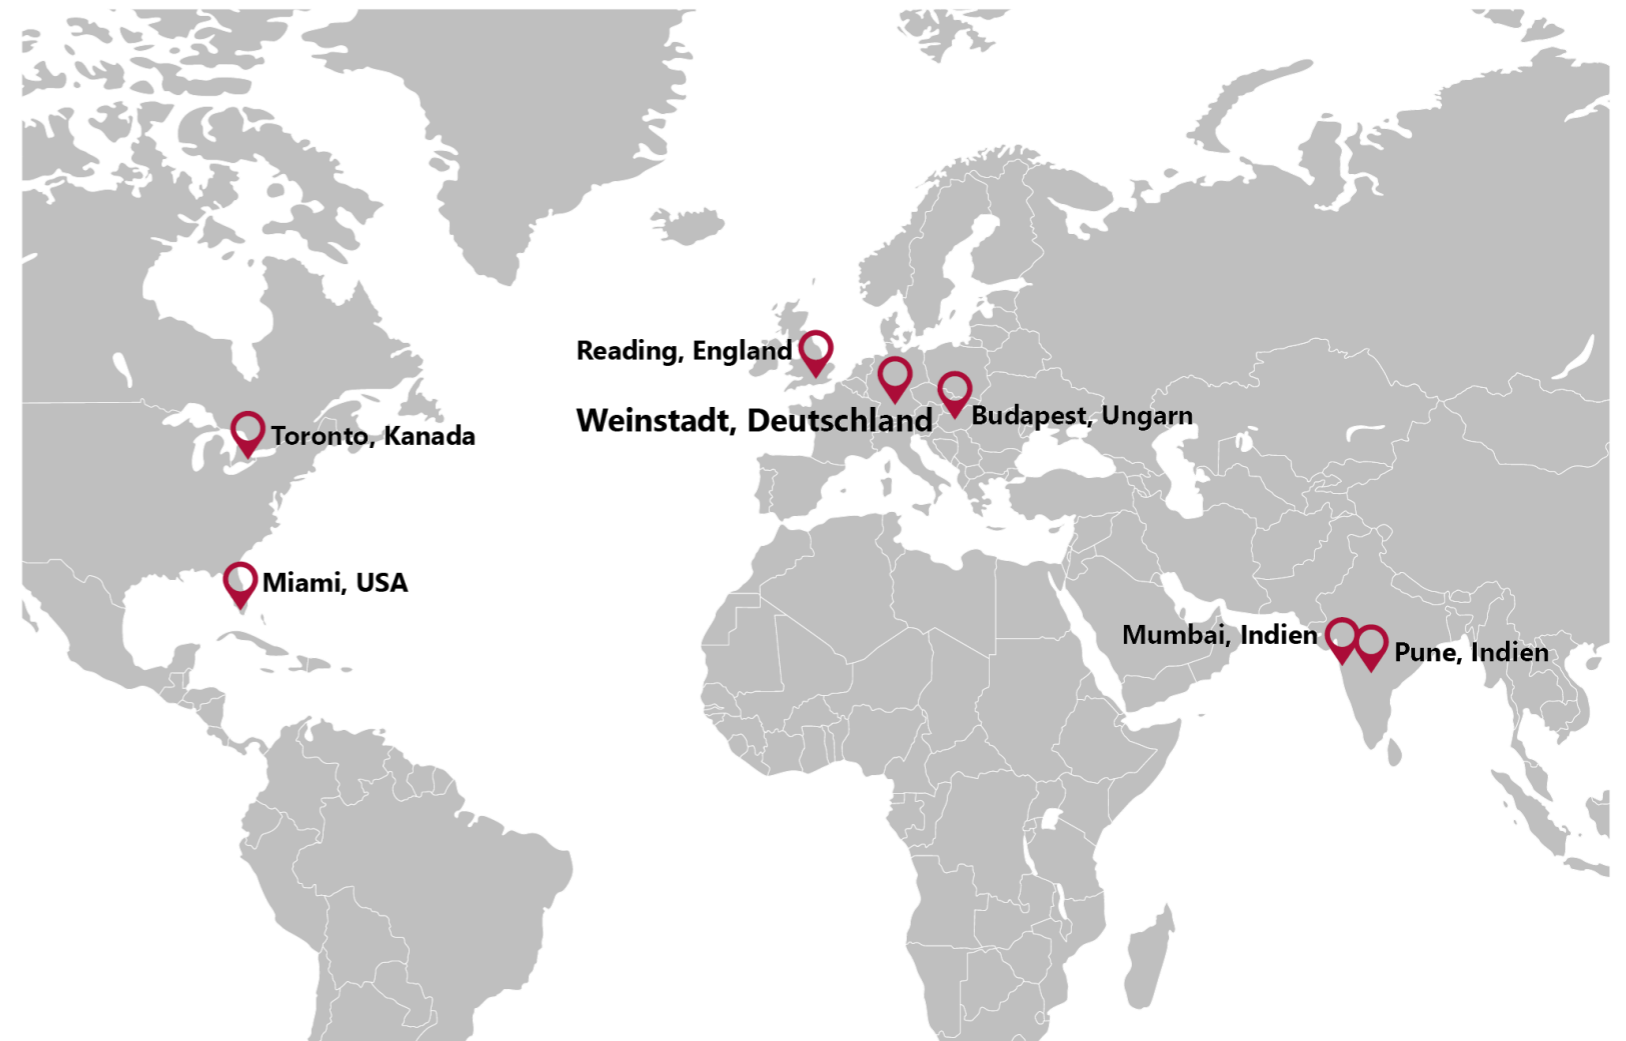 Reading, England
Weinstadt, Deutschland
Budapest, Ungarn
Toronto, Kanada
Miami, USA
Mumbai, Indien
Pune, Indien